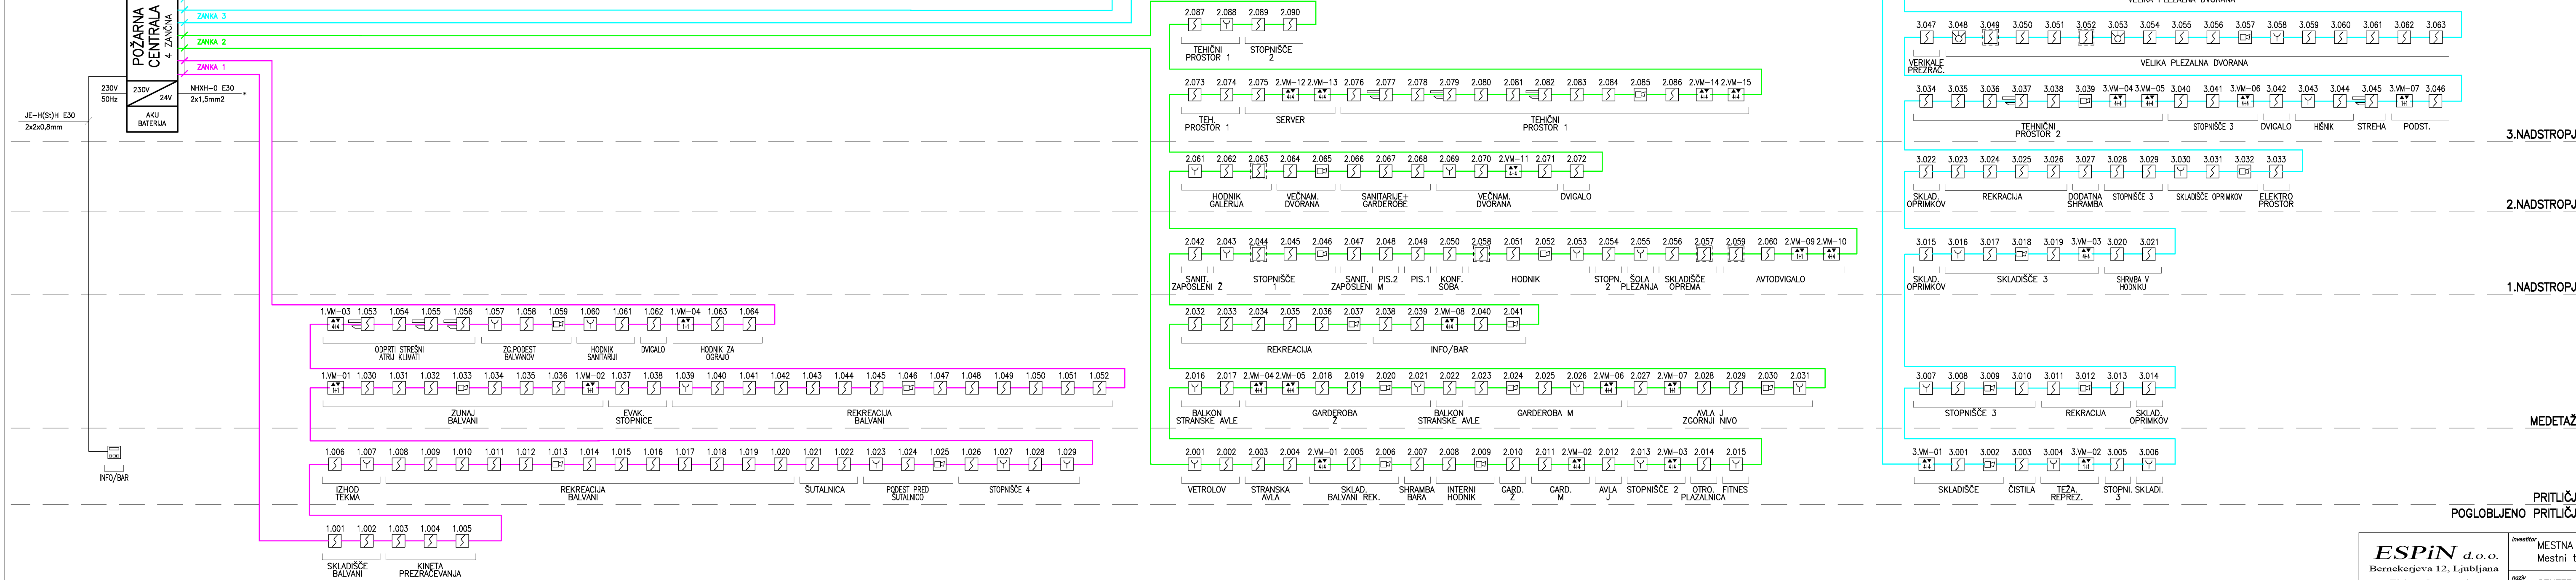 POŽARNA
CENTRALA
4 ZANČNA
ZANKA 3
ZANKA 2
ZANKA 1
230V
50Hz
230V
24V
NHXH-O E30
2x1,5mm2
*
AKU
BATERIJA
JE-H(St)H E30
2x2x0,8mm
INFO/BAR
1.VM-03 1.053 1.054 1.055 1.056 1.057 1.058 1.059 1.060 1.061 1.062 1.VM-04 1.063 1.064
ODPRTI STREŠNI
ATRIJ KLIMATI
ZG.PODEST
BALVANOV
HODNIK
SANITARIJI
DVIGALO
HODNIK ZA
OGRAJO
1.VM-01 1.030 1.031 1.032 1.033 1.034 1.035 1.036 1.VM-02 1.037 1.038 1.039 1.040 1.041 1.042 1.043 1.044 1.045 1.046 1.047 1.048 1.049 1.050 1.051 1.052
ZUNAJ
BALVANI
EVAK.
STOPNICE
REKREACIJA
BALVANI
1.006 1.007 1.008 1.009 1.010 1.011 1.012 1.013 1.014 1.015 1.016 1.017 1.018 1.019 1.020 1.021 1.022 1.023 1.024 1.025 1.026 1.027 1.028 1.029
IZHOD
TEKMA
REKREACIJA
BALVANI
ŠUTALNICA
PODEST PRED
ŠUTALNICO
STOPNIŠČE 4
1.001 1.002 1.003 1.004 1.005
SKLADIŠČE
BALVANI
KINETA
PREZRAČEVANJA
2.087 2.088 2.089 2.090
TEHIČNI
PROSTOR 1
STOPNIŠČE
2
2.073 2.074 2.075 2.VM-12 2.VM-13 2.076 2.077 2.078 2.079 2.080 2.081 2.082 2.083 2.084 2.085 2.086 2.VM-14 2.VM-15
TEH.
PROSTOR 1
SERVER
TEHIČNI
PROSTOR 1
2.061 2.062 2.063 2.064 2.065 2.066 2.067 2.068 2.069 2.070 2.VM-11 2.071 2.072
HODNIK
GALERIJA
VEČNAM.
DVORANA
SANITARIJE+
GARDEROBE
VEČNAM.
DVORANA
DVIGALO
2.042 2.043 2.044 2.045 2.046 2.047 2.048 2.049 2.050 2.058 2.051 2.052 2.053 2.054 2.055 2.056 2.057 2.059 2.060 2.VM-09 2.VM-10
SANIT.
ZAPOSLENI Ž
STOPNIŠČE
1
SANIT.
ZAPOSLENI M
PIS.2
PIS.1
KONF.
SOBA
HODNIK
STOPN.
2
ŠOLA
PLEZANJA
SKLADIŠČE
OPREMA
AVTODVIGALO
2.032 2.033 2.034 2.035 2.036 2.037 2.038 2.039 2.VM-08 2.040 2.041
REKREACIJA
INFO/BAR
2.016 2.017 2.VM-04 2.VM-05 2.018 2.019 2.020 2.021 2.022 2.023 2.024 2.025 2.026 2.VM-06 2.027 2.VM-07 2.028 2.029 2.030 2.031
BALKON
STRANSKE AVLE
GARDEROBA
Ž
BALKON
STRANSKE AVLE
GARDEROBA M
AVLA J
ZGORNJI NIVO
2.001 2.002 2.003 2.004 2.VM-01 2.005 2.006 2.007 2.008 2.009 2.010 2.011 2.VM-02 2.012 2.013 2.VM-03 2.014 2.015
VETROLOV
STRANSKA
AVLA
SKLAD.
BALVANI REK.
SHRAMBA
BARA
INTERNI
HODNIK
GARD.
Ž
GARD.
M
AVLA
J
STOPNIŠČE 2
OTRO.
PLAZALNICA
FITNES
VELIKA PLEZALNA DVORANA
3.047 3.048 3.049 3.050 3.051 3.052 3.053 3.054 3.055 3.056 3.057 3.058 3.059 3.060 3.061 3.062 3.063
VERIKALE
PREZRAČ.
VELIKA PLEZALNA DVORANA
3.034 3.035 3.036 3.037 3.038 3.039 3.VM-04 3.VM-05 3.040 3.041 3.VM-06 3.042 3.043 3.044 3.045 3.VM-07 3.046
TEHNIČNI
PROSTOR 2
STOPNIŠČE 3
DVIGALO
HIŠNIK
STREHA
PODST.
3.NADSTROPJ
3.022 3.023 3.024 3.025 3.026 3.027 3.028 3.029 3.030 3.031 3.032 3.033
SKLAD.
OPRIMKOV
REKRACIJA
DODATNA
SHRAMBA
STOPNIŠČE 3
SKLADIŠČE OPRIMKOV
ELEKTRO
PROSTOR
2.NADSTROPJ
3.015 3.016 3.017 3.018 3.019 3.VM-03 3.020 3.021
SKLAD.
OPRIMKOV
SKLADIŠČE 3
SHRMBA V
HODNIKU
1.NADSTROPJ
3.007 3.008 3.009 3.010 3.011 3.012 3.013 3.014
STOPNIŠČE 3
REKRACIJA
SKLAD.
OPRIMKOV
MEDETAŽ
3.VM-01 3.001 3.002 3.003 3.004 3.VM-02 3.005 3.006
SKLADIŠČE
ČISTILA
TEŽA.
REPREZ.
STOPNI.
3
SKLADI.
PRITLIČJ
POGLOBLJENO PRITLIČJ
ESPiN d.o.o.
Bernekerjeva 12, Ljubljana
investitor
MESTNA
Mestni t
naziv